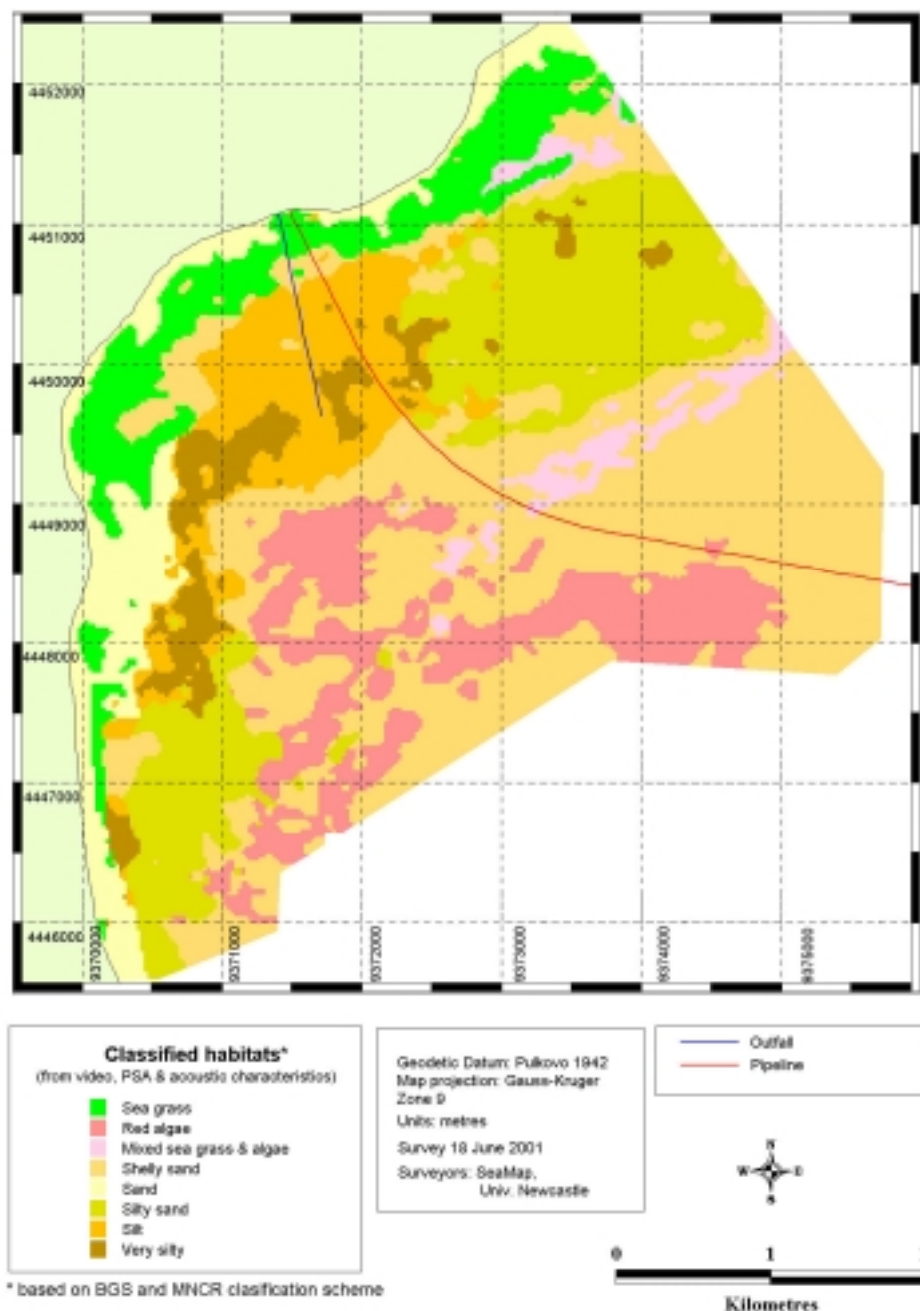 4452000
4451000
4450000
4449000
4448000
4447000
4446000
9370000
9371000
9372000
9373000
9374000
9375000
Classified habitats*
(from video, PSA & acoustic characteristics)
Sea grass
Red algae
Mixed sea grass & algae
Shelly sand
Sand
Silty sand
Silt
Very silty
* based on BGS and MNCR clasification scheme
Geodetic Datum: Pulkovo 1942
Map projection: Gauss-Kruger
Zone 9
Units: metres
Survey 18 June 2001
Surveyors: SeaMap,
Univ. Newcastle
Outfall
Pipeline
N
W E
S
0 1
Kilometres